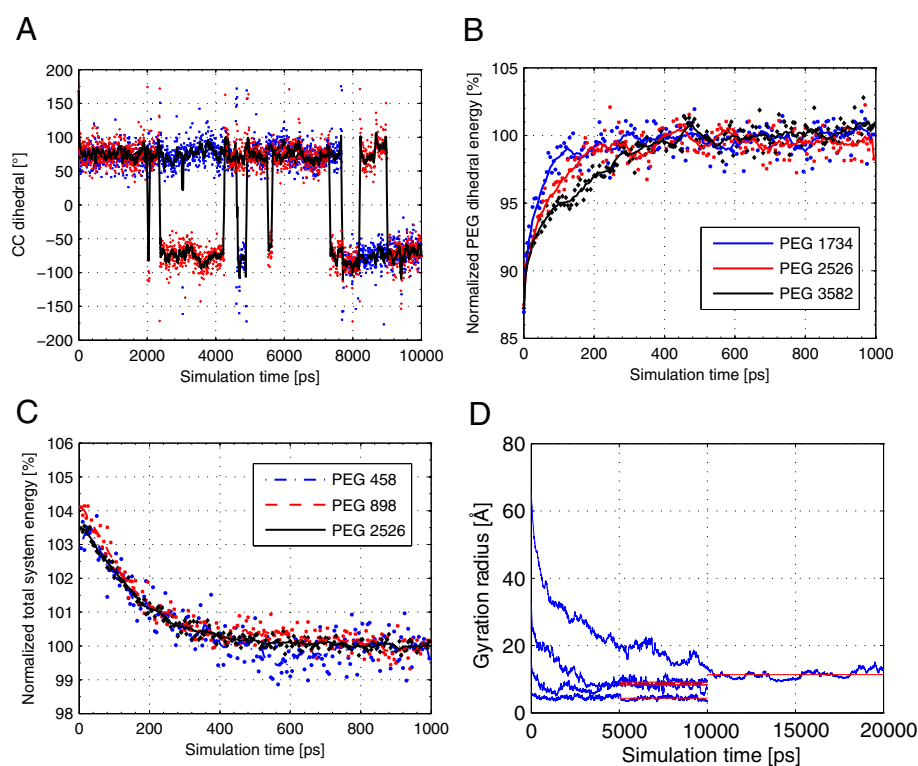 A
CC dihedral [°]
200
150
100
50
0
−50
−100
−150
−200
0 2000 4000 6000 8000 10000
Simulation time [ps]
B
Normalized PEG dihedral energy [%]
105
100
95
90
85
PEG 1734
PEG 2526
PEG 3582
0 200 400 600 800 1000
Simulation time [ps]
C
Normalized total system energy [%]
106
105
104
103
102
101
100
99
98
PEG 458
PEG 898
PEG 2526
0 200 400 600 800 1000
Simulation time [ps]
D
Gyration radius [Å]
80
60
40
20
0
0 5000 10000 15000 20000
Simulation time [ps]